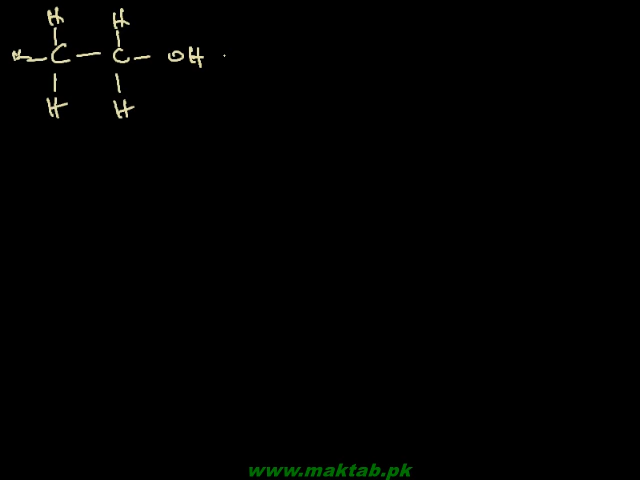 H H
H - C - C - OH
H H
www.maktab.pk